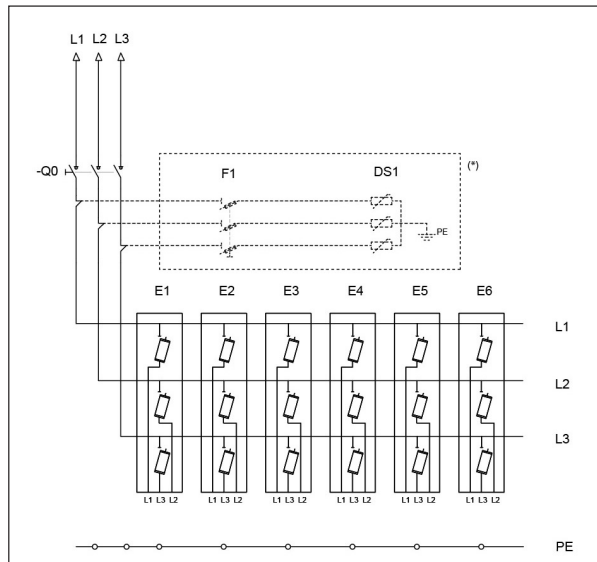 L1 L2 L3
-Q0
F1 DS1 (*)
PE
E1 E2 E3 E4 E5 E6
L1
L2
L3
L1 L3 L2 L1 L3 L2 L1 L3 L2 L1 L3 L2 L1 L3 L2 L1 L3 L2
PE